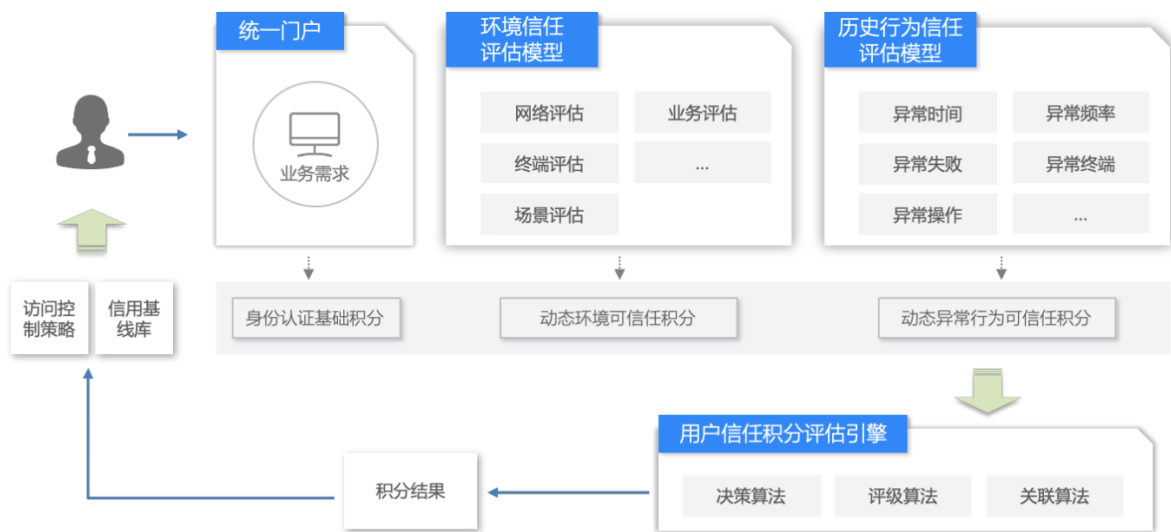 统一门户
业务需求
环境信任
评估模型
网络评估
业务评估
终端评估
...
场景评估
历史行为信任
评估模型
异常时间
异常频率
异常失败
异常终端
异常操作
...
访问控
制策略
信用基
线库
身份认证基础积分
动态环境可信任积分
动态异常行为可信任积分
用户信任积分评估引擎
决策算法
评级算法
关联算法
积分结果